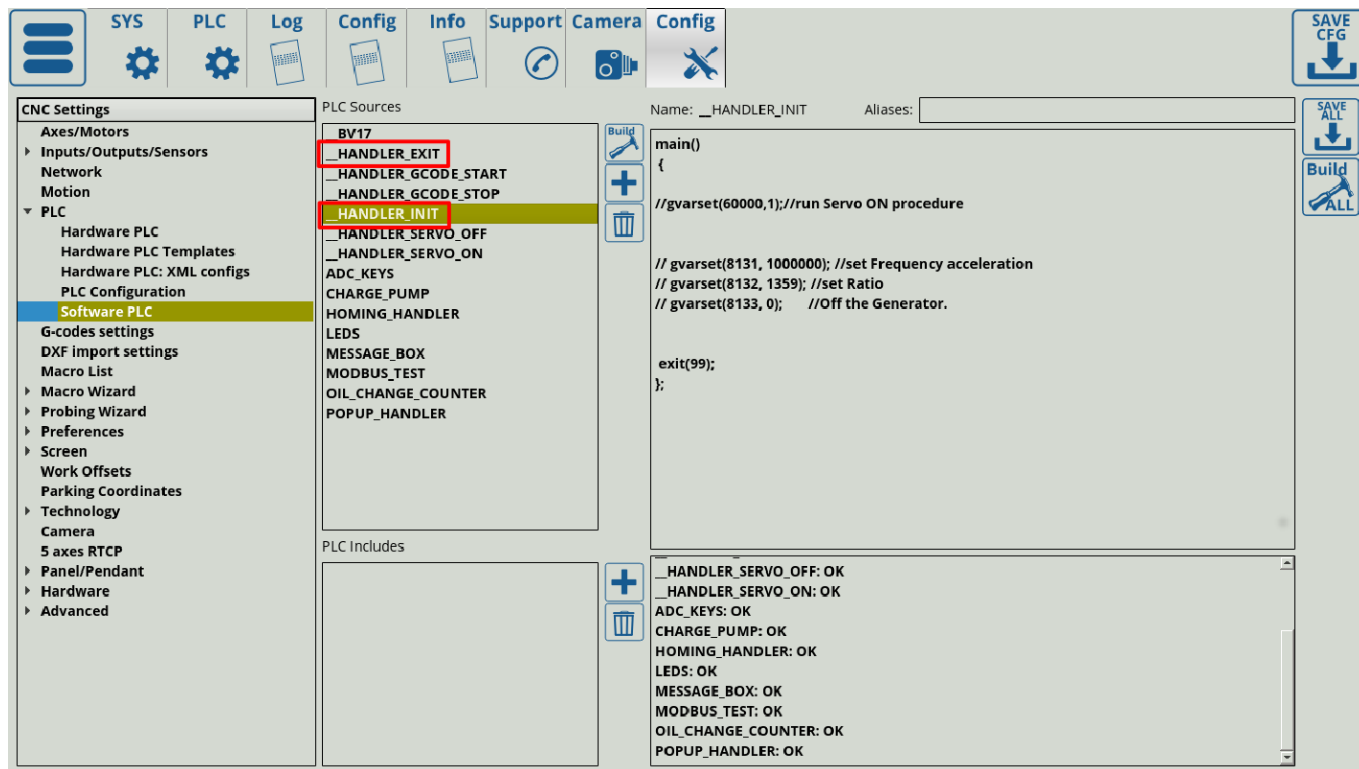 SYS
PLC
Log
Config
Info
Support
Camera
Config
SAVE
CFG
CNC Settings
Axes/Motors
Inputs/Outputs/Sensors
Network
Motion
PLC
Hardware PLC
Hardware PLC Templates
Hardware PLC: XML configs
PLC Configuration
Software PLC
G-codes settings
DXF import settings
Macro List
Macro Wizard
Probing Wizard
Preferences
Screen
Work Offsets
Parking Coordinates
Technology
Camera
5 axes RTCP
Panel/Pendant
Hardware
Advanced
PLC Sources
__BV17
__HANDLER_EXIT
__HANDLER_GCODE_START
__HANDLER_GCODE_STOP
__HANDLER_INIT
__HANDLER_SERVO_OFF
__HANDLER_SERVO_ON
ADC_KEYS
CHARGE_PUMP
HOMING_HANDLER
LEDS
MESSAGE_BOX
MODBUS_TEST
OIL_CHANGE_COUNTER
POPUP_HANDLER
Build
PLC Includes
Name: __HANDLER_INIT
Aliases:
main()
{
//gvarset(60000,1);//run Servo ON procedure
// gvarset(8131, 1000000); //set Frequency acceleration
// gvarset(8132, 1359); //set Ratio
// gvarset(8133, 0); //Off the Generator.
exit(99);
};
__HANDLER_SERVO_OFF: OK
__HANDLER_SERVO_ON: OK
ADC_KEYS: OK
CHARGE_PUMP: OK
HOMING_HANDLER: OK
LEDS: OK
MESSAGE_BOX: OK
MODBUS_TEST: OK
OIL_CHANGE_COUNTER: OK
POPUP_HANDLER: OK
SAVE
ALL
Build
ALL